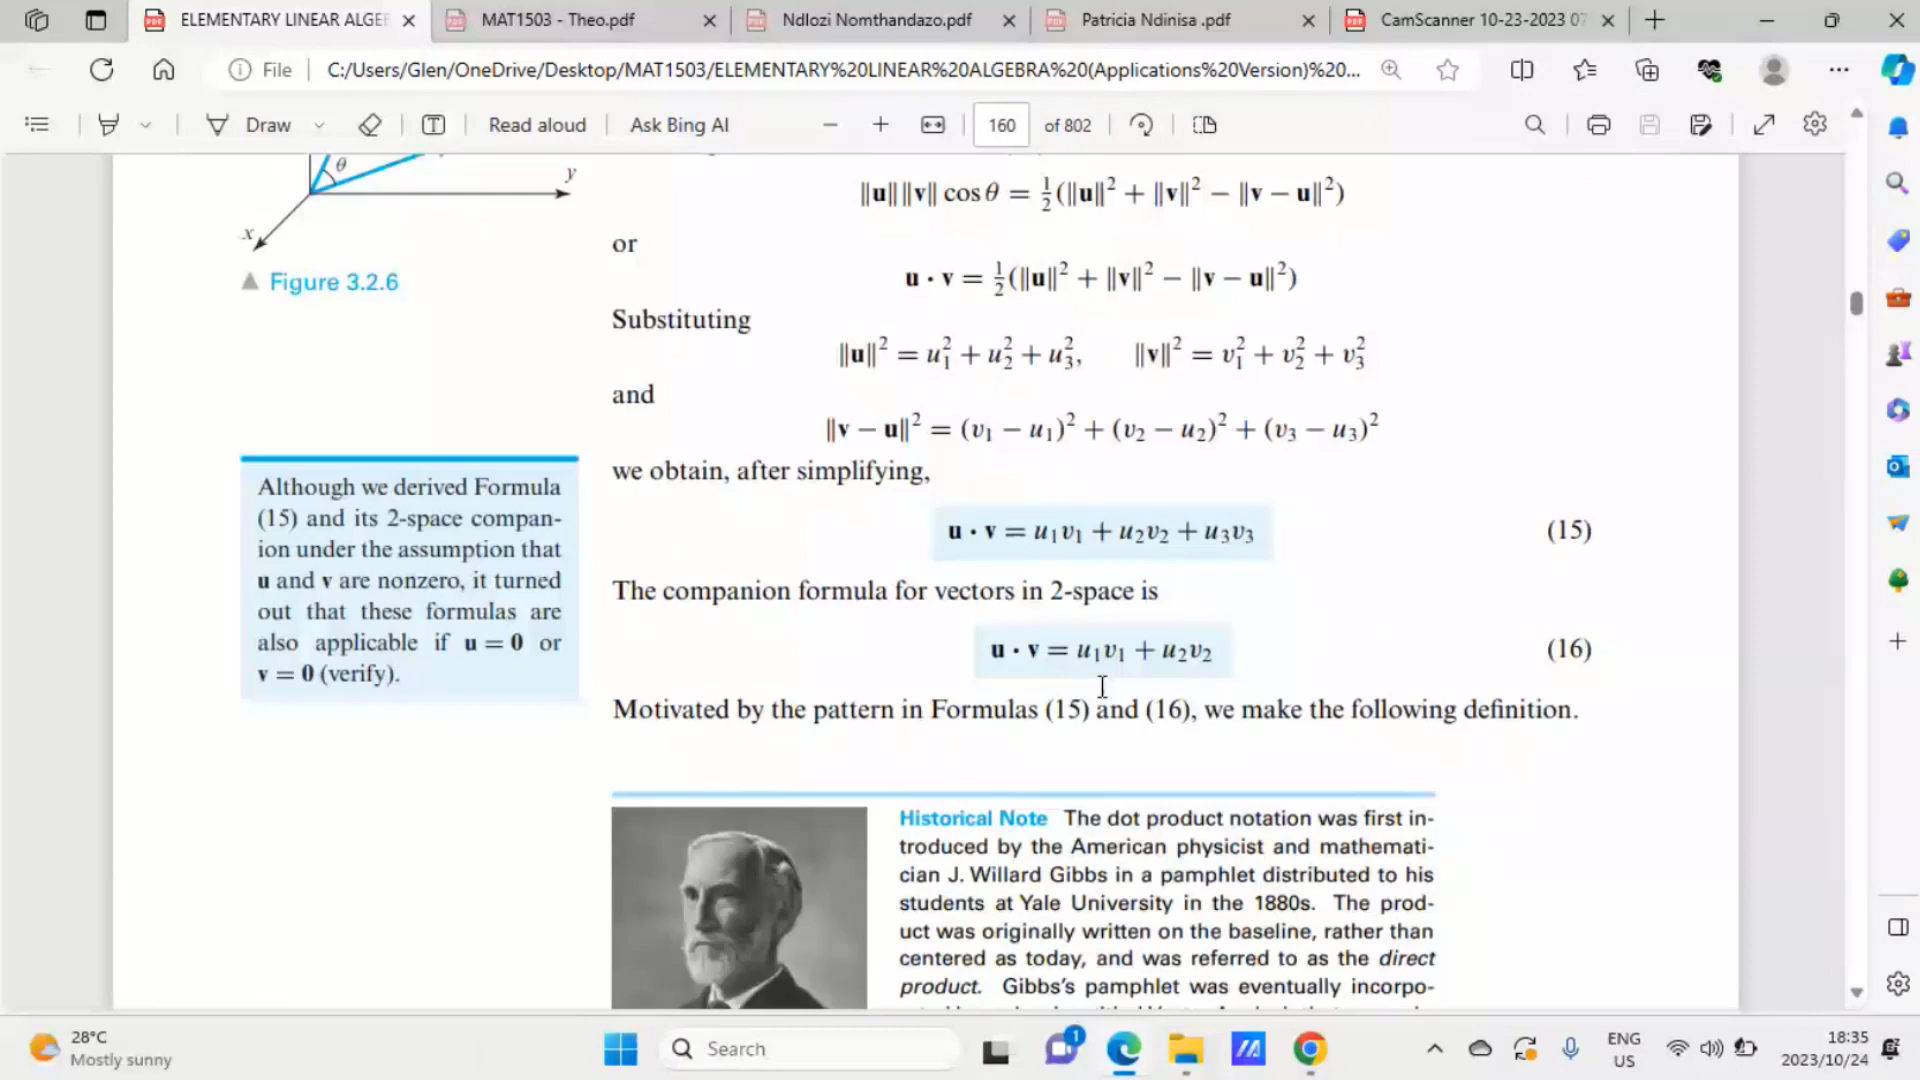 ELEMENTARY LINEAR ALGE
MAT1503 - Theo.pdf
Ndlozi Nomthandazo.pdf
Patricia Ndinisa .pdf
CamScanner 10-23-2023 07
File
C:/Users/Glen/OneDrive/Desktop/MAT1503/ELEMENTARY%20LINEAR%20ALGEBRA%20(Applications%20Version)%20...
Draw
Read aloud
Ask Bing AI
160 of 802
θ
y
x
▲ Figure 3.2.6
‖u‖‖v‖ cos θ = ½(‖u‖² + ‖v‖² − ‖v − u‖²)
or
u · v = ½(‖u‖² + ‖v‖² − ‖v − u‖²)
Substituting
‖u‖² = u₁² + u₂² + u₃², ‖v‖² = v₁² + v₂² + v₃²
and
‖v − u‖² = (v₁ − u₁)² + (v₂ − u₂)² + (v₃ − u₃)²
we obtain, after simplifying,
u · v = u₁v₁ + u₂v₂ + u₃v₃ (15)
The companion formula for vectors in 2-space is
u · v = u₁v₁ + u₂v₂ (16)
Motivated by the pattern in Formulas (15) and (16), we make the following definition.
Although we derived Formula
(15) and its 2-space compan-
ion under the assumption that
u and v are nonzero, it turned
out that these formulas are
also applicable if u = 0 or
v = 0 (verify).
Historical Note The dot product notation was first in-
troduced by the American physicist and mathemati-
cian J. Willard Gibbs in a pamphlet distributed to his
students at Yale University in the 1880s. The prod-
uct was originally written on the baseline, rather than
centered as today, and was referred to as the direct
product. Gibbs's pamphlet was eventually incorpo-
28°C
Mostly sunny
Search
1
ENG
US
18:35
2023/10/24